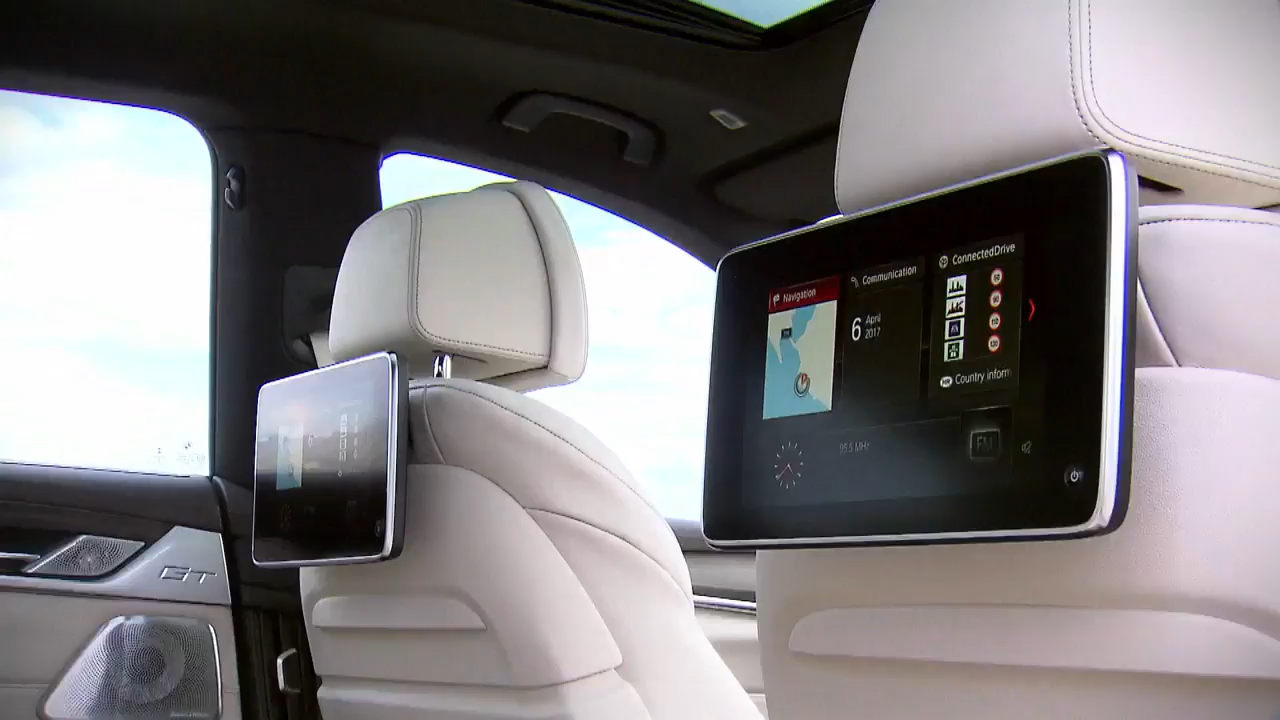 Navigation
Communication
6
April
2017
ConnectedDrive
Country inform
95.5 MHz
FM
GT